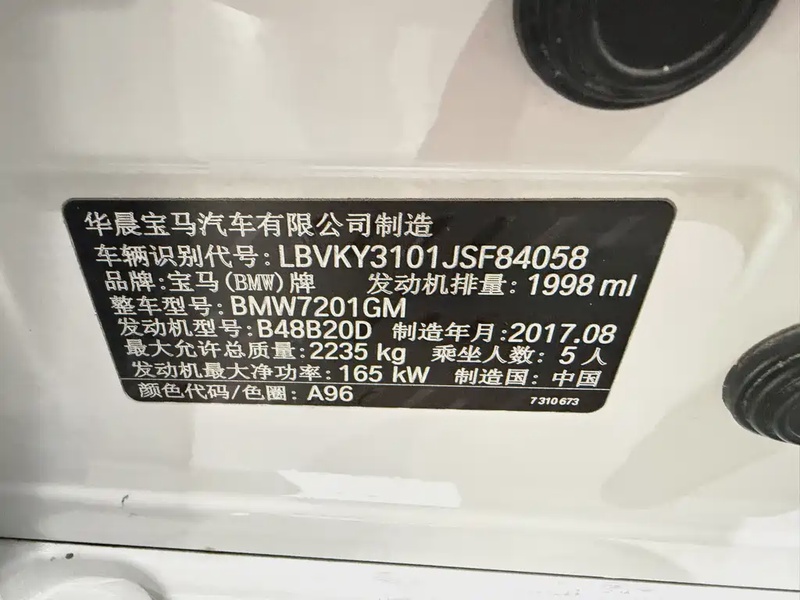 华晨宝马汽车有限公司制造
车辆识别代号: LBVKY3101JSF84058
品牌: 宝马(BMW)牌 发动机排量: 1998 ml
整车型号: BMW7201GM
发动机型号: B48B20D 制造年月: 2017.08
最大允许总质量: 2235 kg 乘坐人数: 5 人
发动机最大净功率: 165 kW 制造国: 中国
颜色代码/色圈: A96 7 310 673